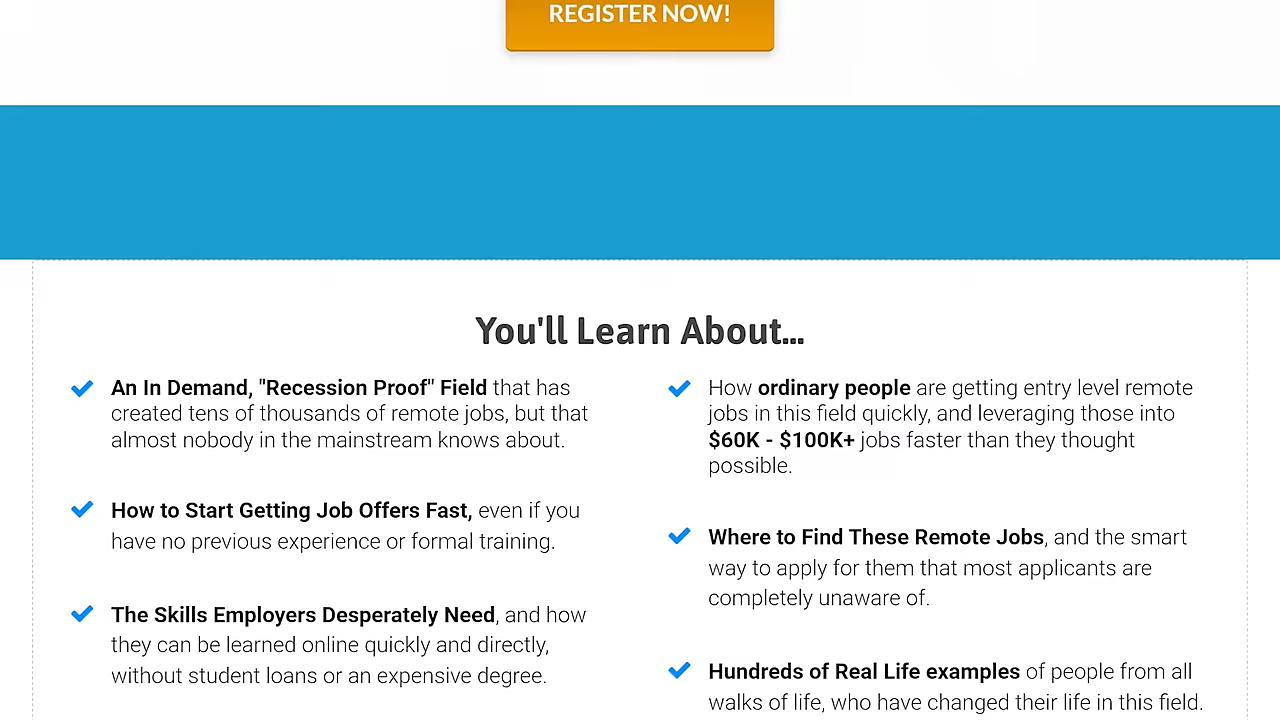 REGISTER NOW!
You'll Learn About...
An In Demand, "Recession Proof" Field that has
created tens of thousands of remote jobs, but that
almost nobody in the mainstream knows about.
How to Start Getting Job Offers Fast, even if you
have no previous experience or formal training.
The Skills Employers Desperately Need, and how
they can be learned online quickly and directly,
without student loans or an expensive degree.
How ordinary people are getting entry level remote
jobs in this field quickly, and leveraging those into
$60K - $100K+ jobs faster than they thought
possible.
Where to Find These Remote Jobs, and the smart
way to apply for them that most applicants are
completely unaware of.
Hundreds of Real Life examples of people from all
walks of life, who have changed their life in this field.